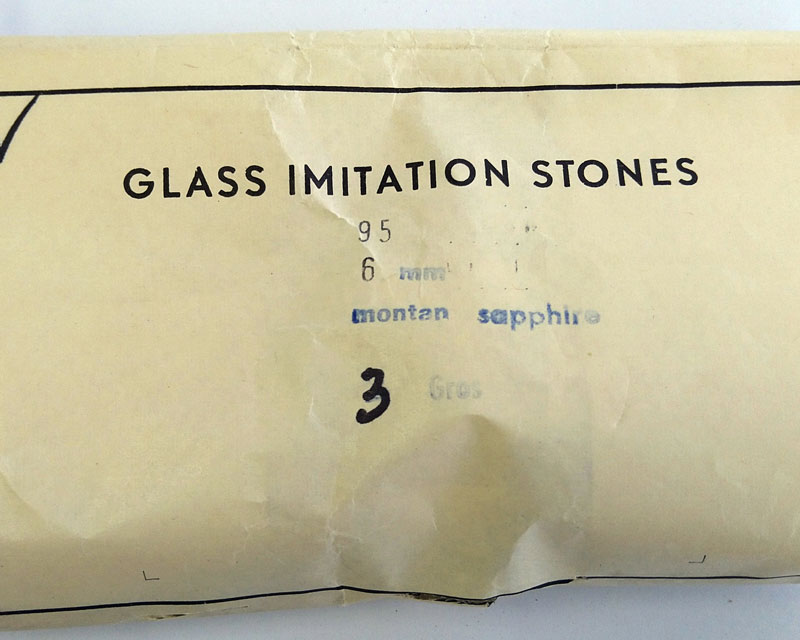 GLASS IMITATION STONES
95
6 mm
montan sapphire
3 Gros